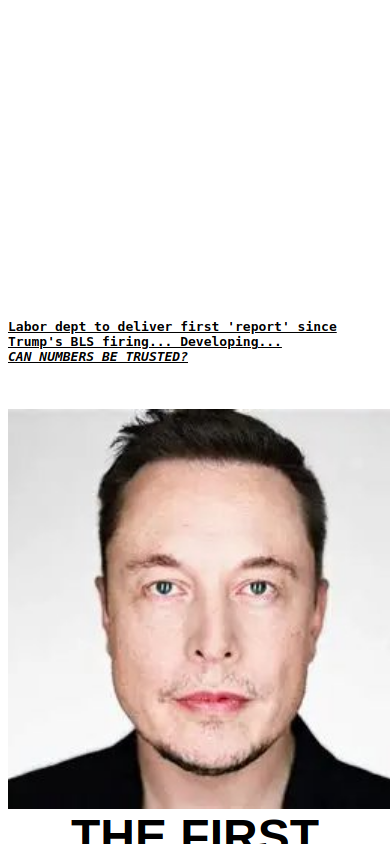 Labor dept to deliver first 'report' since
Trump's BLS firing... Developing...
CAN NUMBERS BE TRUSTED?
THE FIRST